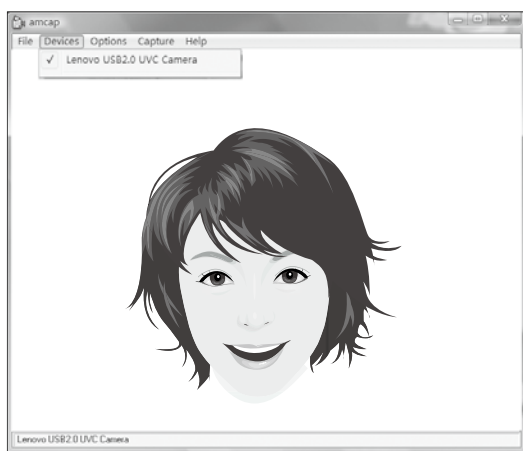 amcap
File Devices Options Capture Help
✓ Lenovo USB2.0 UVC Camera
Lenovo USB2.0 UVC Camera